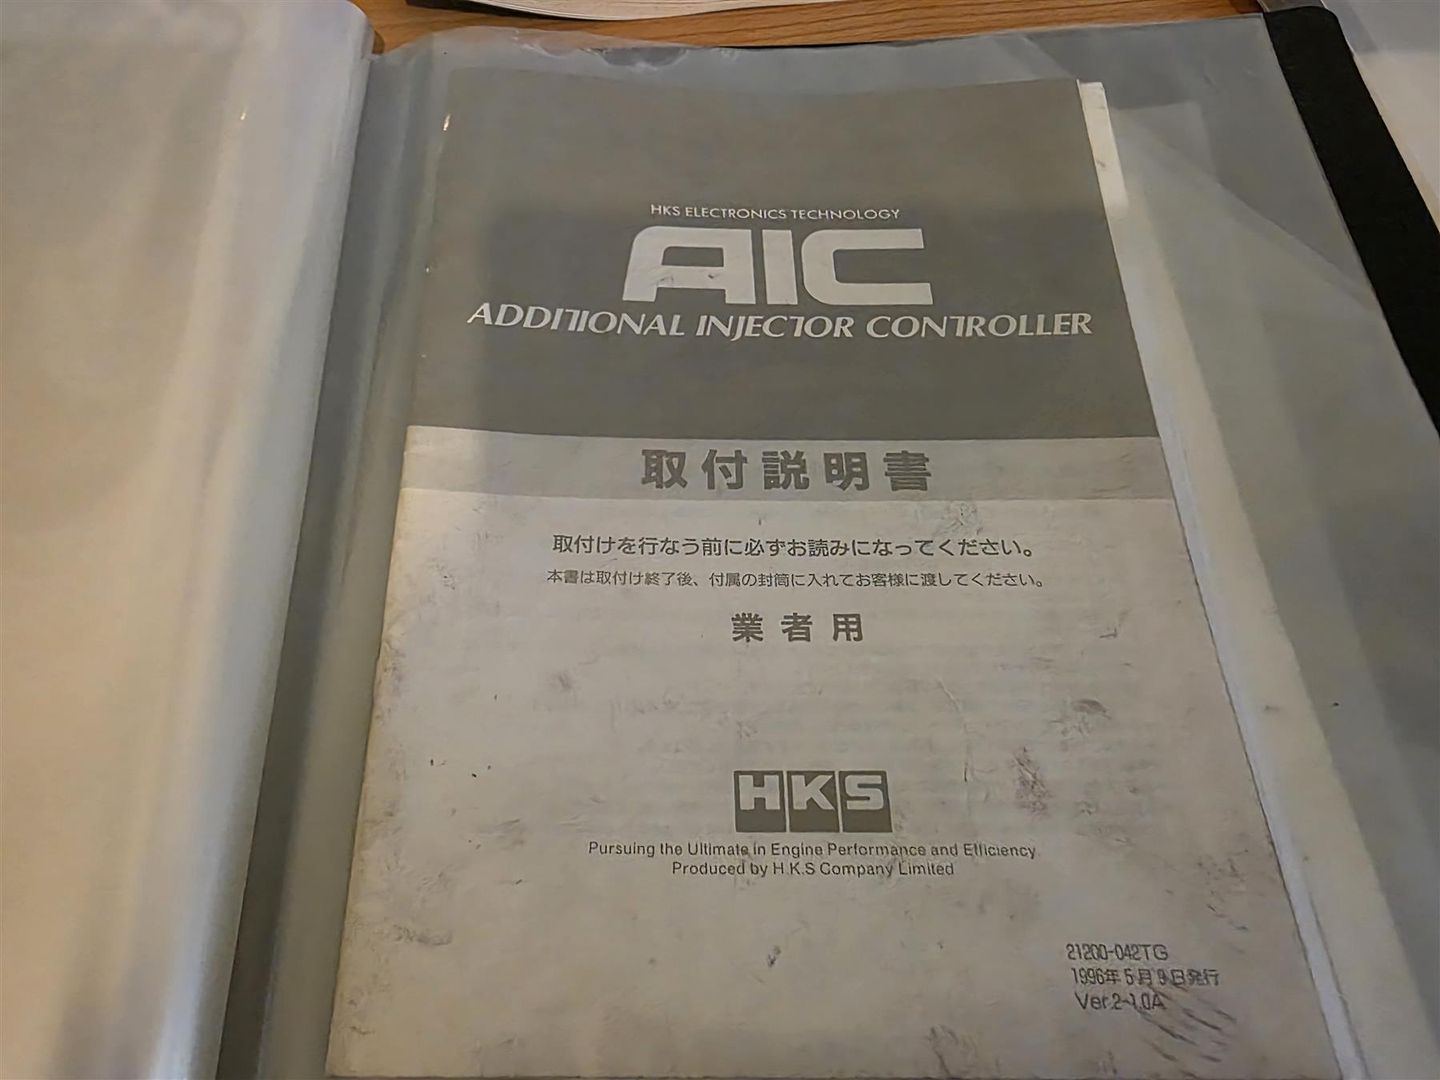 HKS ELECTRONICS TECHNOLOGY
AIC
ADDITIONAL INJECTOR CONTROLLER
取付説明書
取付けを行なう前に必ずお読みになってください。
本書は取付け終了後、付属の封筒に入れてお客様に渡してください。
業者用
HKS
Pursuing the Ultimate in Engine Performance and Efficiency
Produced by H.K.S Company Limited
21200-042TG
1996年5月9日発行
Ver.2-1.0A